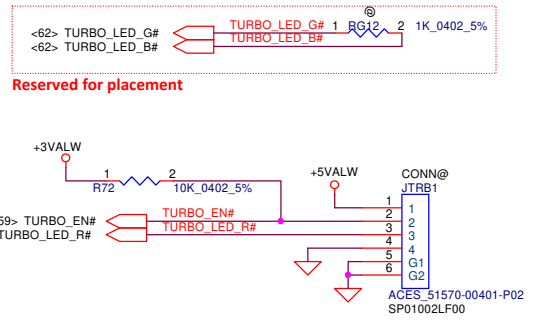 @
TURBO_LED_G# 1 RG12 2 1K_0402_5%
<62> TURBO_LED_G#
TURBO_LED_B#
<62> TURBO_LED_B#
Reserved for placement
+3VALW
1 2
R72 10K_0402_5%
+5VALW
CONN@
JTRB1
59> TURBO_EN# TURBO_EN#
TURBO_LED_R# TURBO_LED_R#
1 1
2 2
3 3
4 4
5 G1
6 G2
ACES_51570-00401-P02
SP01002LF00